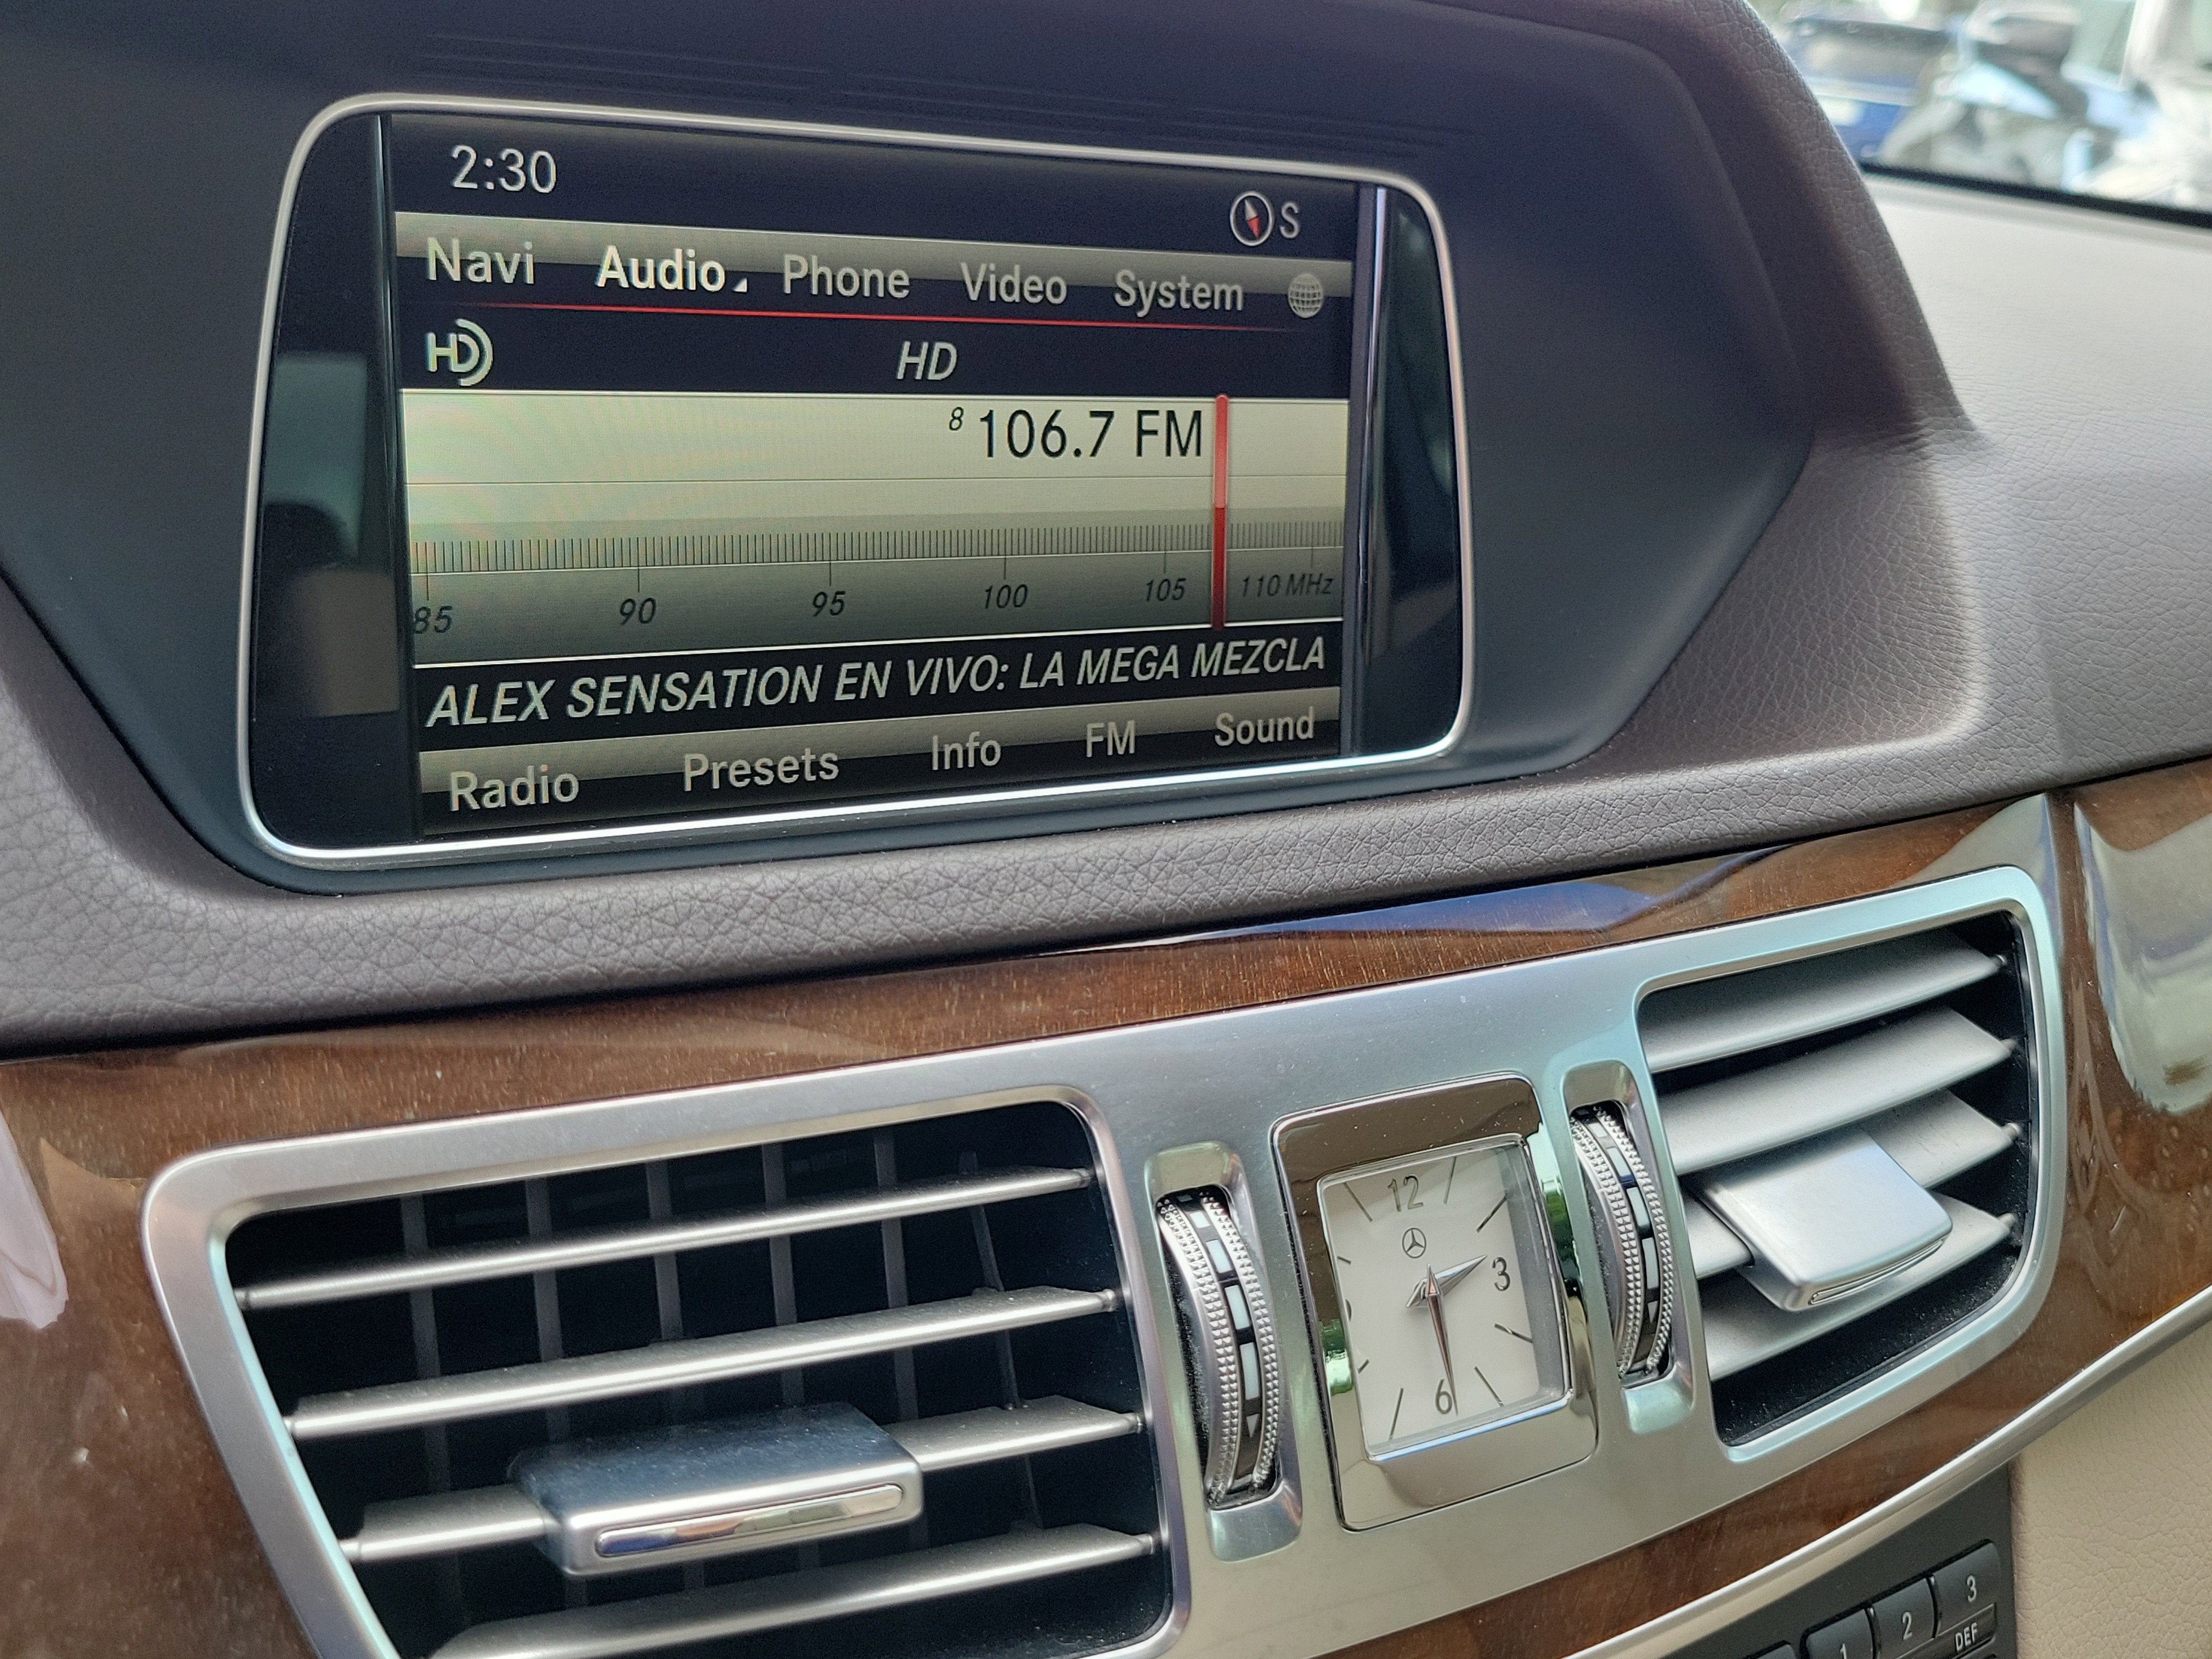 2:30
S
Navi Audio Phone Video System
HD HD
8 106.7 FM
85 90 95 100 105 110 MHz
ALEX SENSATION EN VIVO: LA MEGA MEZCLA
Radio Presets Info FM Sound
12
3
6
1 2 3
DEF